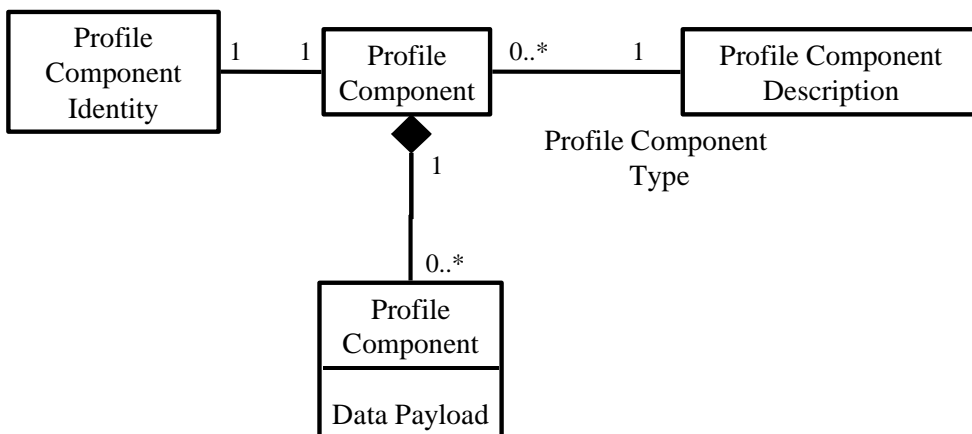 Profile
Component
Identity
1
1
Profile
Component
0..*
1
Profile Component
Description
Profile Component
Type
1
0..*
Profile
Component
Data Payload